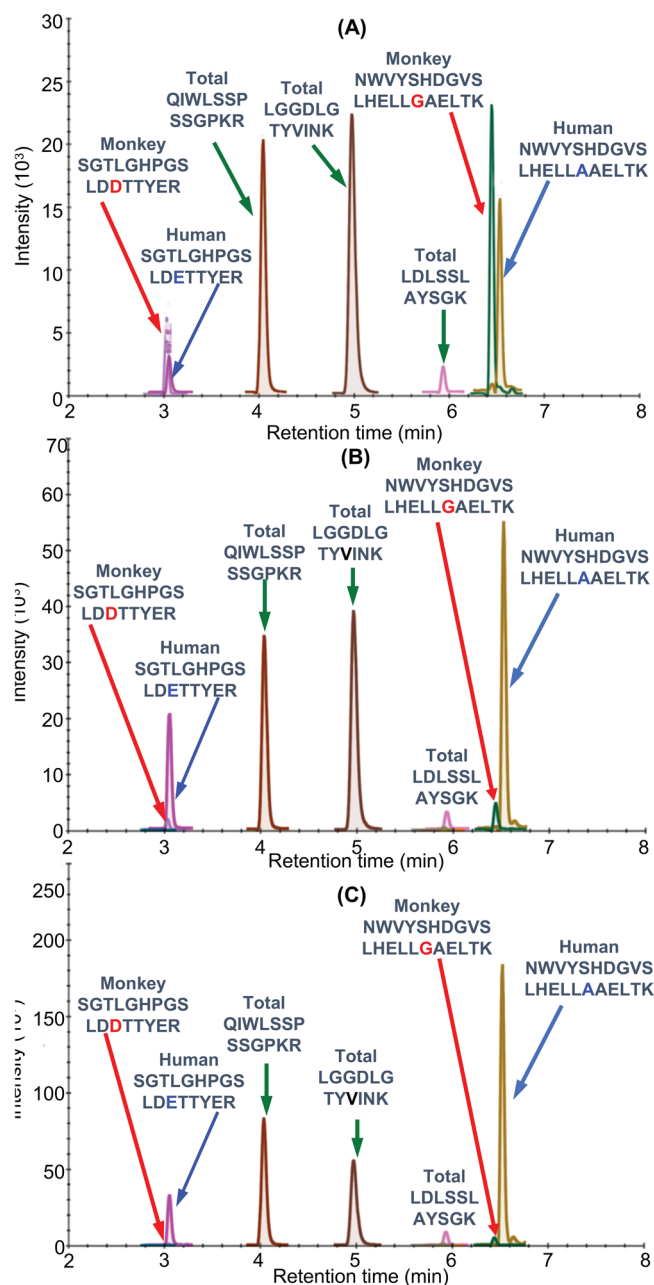 (A)
30
25
20
15
10
5
0
Intensity (10³)
Monkey
SGTLGHPGS
LDDTTYER
Human
SGTLGHPGS
LDETTYER
Total
QIWLSSP
SSGPKR
Total
LGGDLG
TYVINK
Total
LDLSSL
AYSGK
Monkey
NWVYSHDGVS
LHELLGAELTK
Human
NWVYSHDGVS
LHELLAAELTK
2 3 4 5 6 7 8
Retention time (min)
(B)
70
60
50
40
30
20
10
0
Intensity
Monkey
SGTLGHPGS
LDDTTYER
Human
SGTLGHPGS
LDETTYER
Total
QIWLSSP
SSGPKR
Total
LGGDLG
TYVINK
Total
LDLSSL
AYSGK
Monkey
NWVYSHDGVS
LHELLGAELTK
Human
NWVYSHDGVS
LHELLAAELTK
2 3 4 5 6 7 8
Retention time (min)
(C)
250
200
150
100
50
0
Intensity
Monkey
SGTLGHPGS
LDDTTYER
Human
SGTLGHPGS
LDETTYER
Total
QIWLSSP
SSGPKR
Total
LGGDLG
TYVINK
Total
LDLSSL
AYSGK
Monkey
NWVYSHDGVS
LHELLGAELTK
Human
NWVYSHDGVS
LHELLAAELTK
2 3 4 5 6 7 8
Retention time (min)